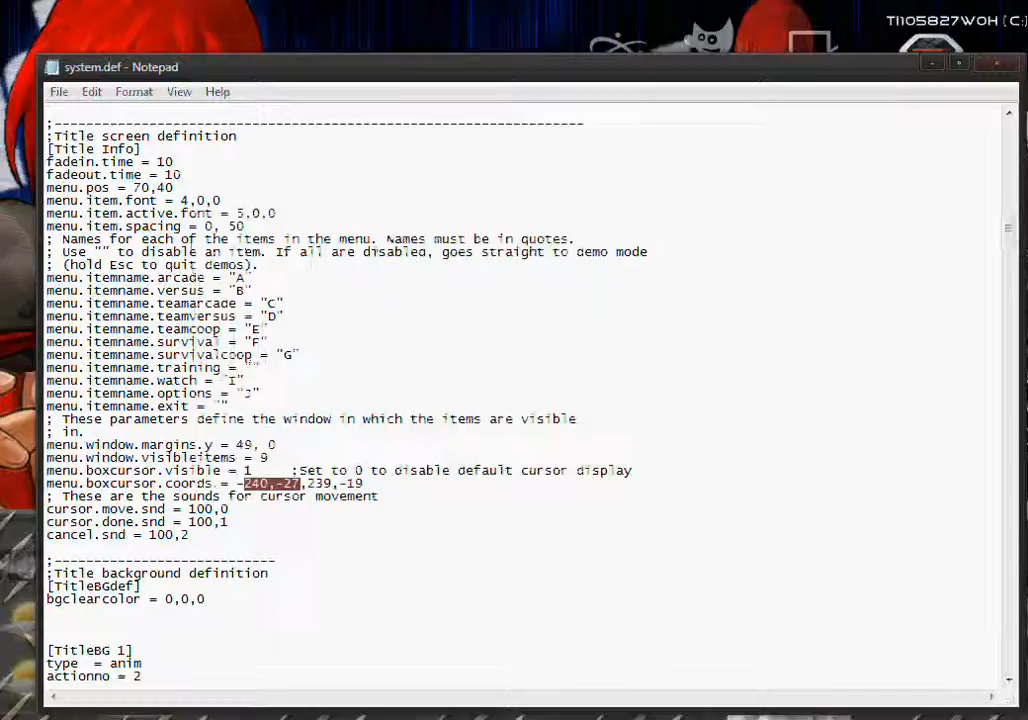 TI105827WOH (C:)
system.def - Notepad
File Edit Format View Help
;-------------------------------------------------------------------
;Title screen definition
[Title Info]
fadein.time = 10
fadeout.time = 10
menu.pos = 70,40
menu.item.font = 4,0,0
menu.item.active.font = 5,0,0
menu.item.spacing = 0, 50
; Names for each of the items in the menu. Names must be in quotes.
; Use "" to disable an item. If all are disabled, goes straight to demo mode
; (hold Esc to quit demos).
menu.itemname.arcade = "A"
menu.itemname.versus = "B"
menu.itemname.teamarcade = "C"
menu.itemname.teamversus = "D"
menu.itemname.teamcoop = "E"
menu.itemname.survival = "F"
menu.itemname.survivalcoop = "G"
menu.itemname.training = ""
menu.itemname.watch = "I"
menu.itemname.options = "J"
menu.itemname.exit = ""
; These parameters define the window in which the items are visible
; in.
menu.window.margins.y = 49, 0
menu.window.visibleitems = 9
menu.boxcursor.visible = 1     ;Set to 0 to disable default cursor display
menu.boxcursor.coords = -240,-27,239,-19
; These are the sounds for cursor movement
cursor.move.snd = 100,0
cursor.done.snd = 100,1
cancel.snd = 100,2
;----------------------------
;Title background definition
[TitleBGdef]
bgclearcolor = 0,0,0
[TitleBG 1]
type  = anim
actionno = 2